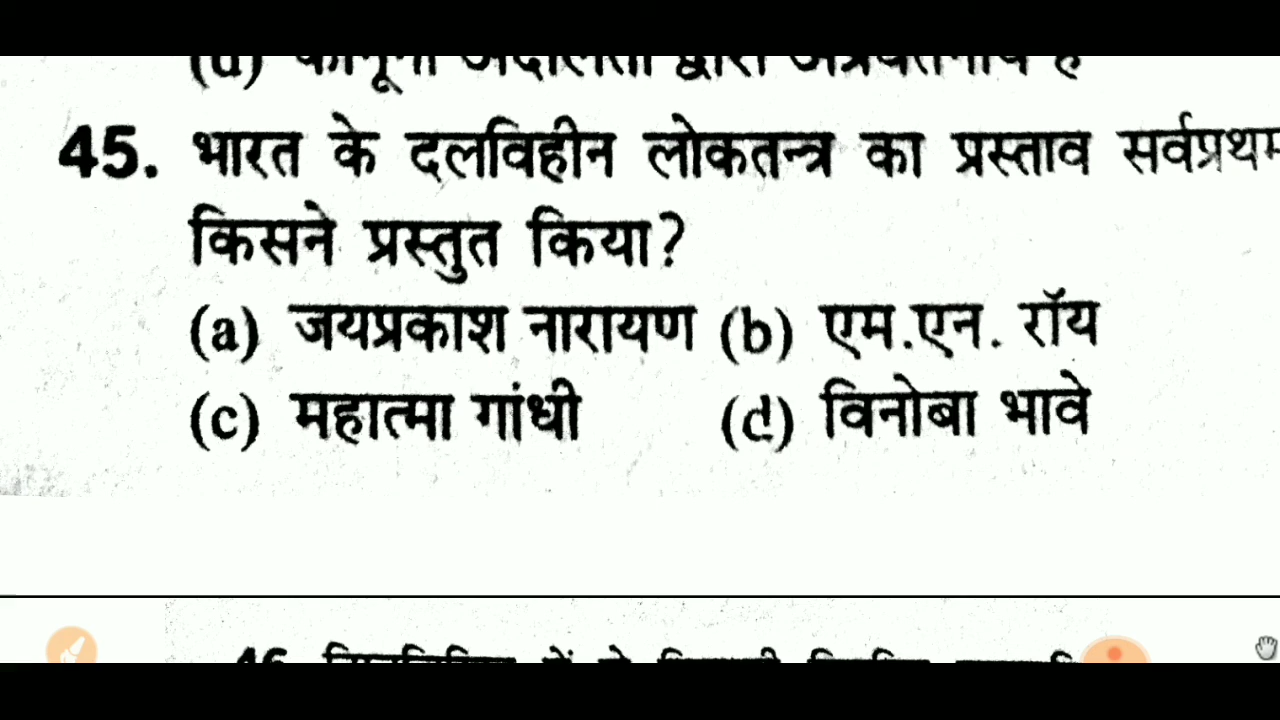 45. भारत के दलविहीन लोकतन्त्र का प्रस्ताव सर्वप्रथम
किसने प्रस्तुत किया?
(a) जयप्रकाश नारायण (b) एम.एन. रॉय
(c) महात्मा गांधी (d) विनोबा भावे